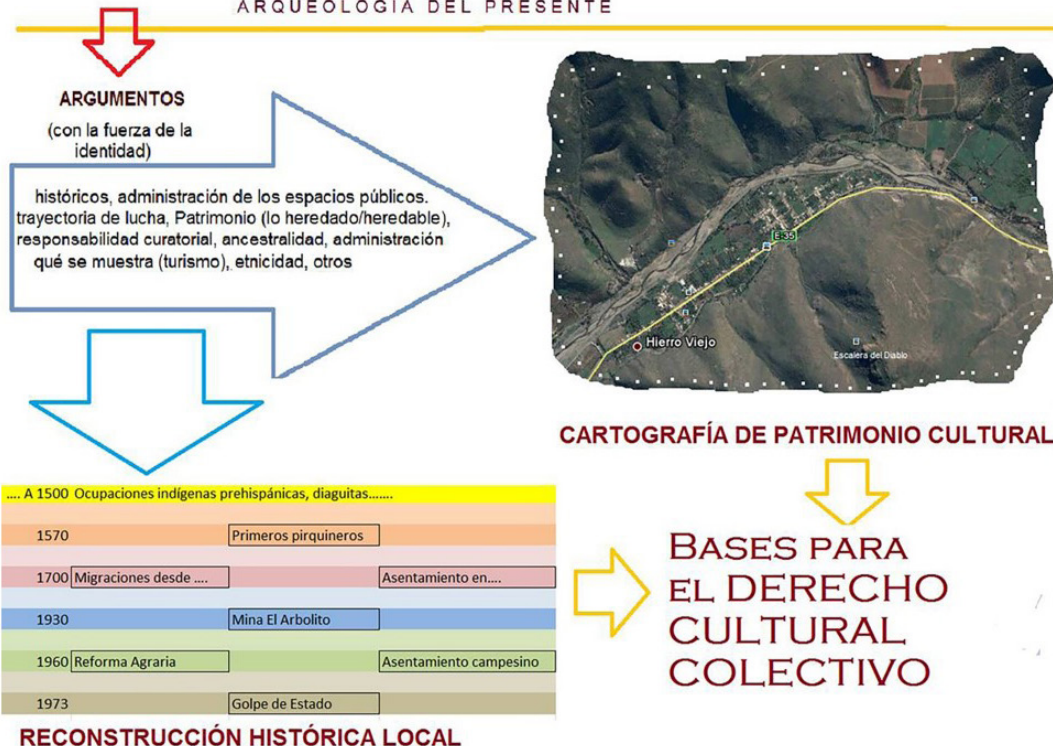 ARQUEOLOGÍA DEL PRESENTE
ARGUMENTOS
(con la fuerza de la
identidad)
históricos, administración de los espacios públicos.
trayectoria de lucha, Patrimonio (lo heredado/heredable),
responsabilidad curatorial, ancestralidad, administración
qué se muestra (turismo), etnicidad, otros
E-35
Hierro Viejo
Escalera del Diablo
CARTOGRAFÍA DE PATRIMONIO CULTURAL
.... A 1500 Ocupaciones indígenas prehispánicas, diaguitas.......
1570 Primeros pirquineros
1700 Migraciones desde .... Asentamiento en....
1930 Mina El Arbolito
1960 Reforma Agraria Asentamiento campesino
1973 Golpe de Estado
RECONSTRUCCIÓN HISTÓRICA LOCAL
BASES PARA
EL DERECHO
CULTURAL
COLECTIVO